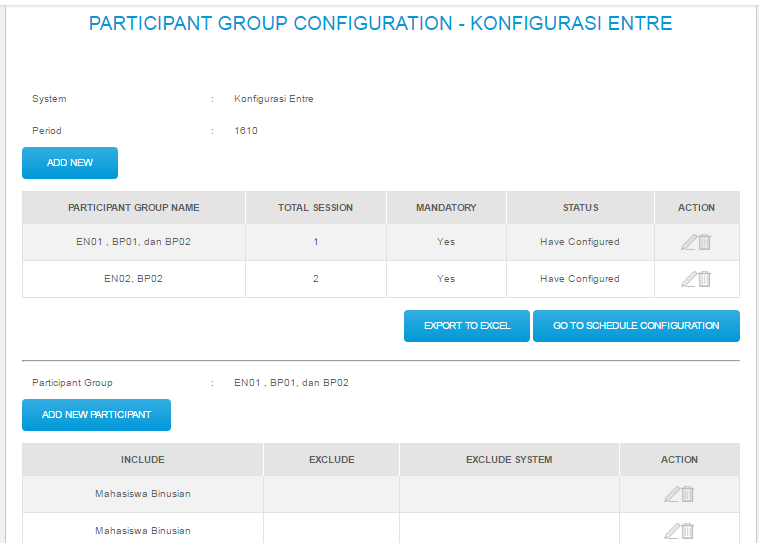 PARTICIPANT GROUP CONFIGURATION - KONFIGURASI ENTRE
System : Konfigurasi Entre
Period : 1610
ADD NEW
PARTICIPANT GROUP NAME TOTAL SESSION MANDATORY STATUS ACTION
EN01 , BP01, dan BP02 1 Yes Have Configured
EN02, BP02 2 Yes Have Configured
EXPORT TO EXCEL GO TO SCHEDULE CONFIGURATION
Participant Group : EN01 , BP01, dan BP02
ADD NEW PARTICIPANT
INCLUDE EXCLUDE EXCLUDE SYSTEM ACTION
Mahasiswa Binusian
Mahasiswa Binusian